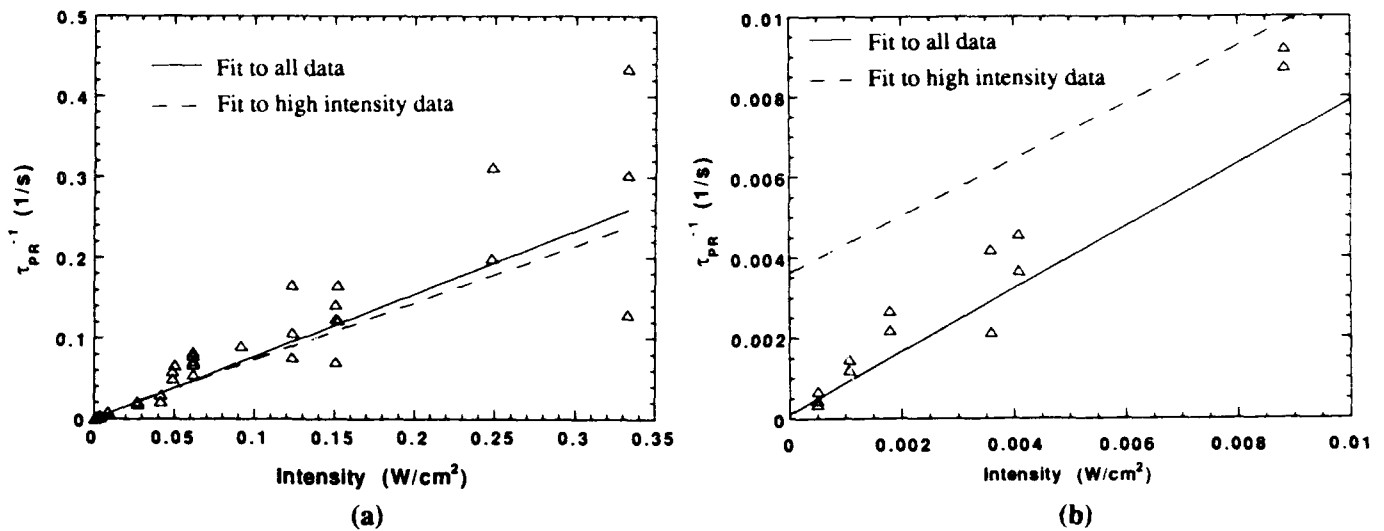 0.5
0.4
0.3
0.2
0.1
0
τPR-1 (1/s)
Fit to all data
Fit to high intensity data
0 0.05 0.1 0.15 0.2 0.25 0.3 0.35
Intensity (W/cm2)
(a)
0.01
0.008
0.006
0.004
0.002
0
τPR-1 (1/s)
Fit to all data
Fit to high intensity data
0 0.002 0.004 0.006 0.008 0.01
Intensity (W/cm2)
(b)